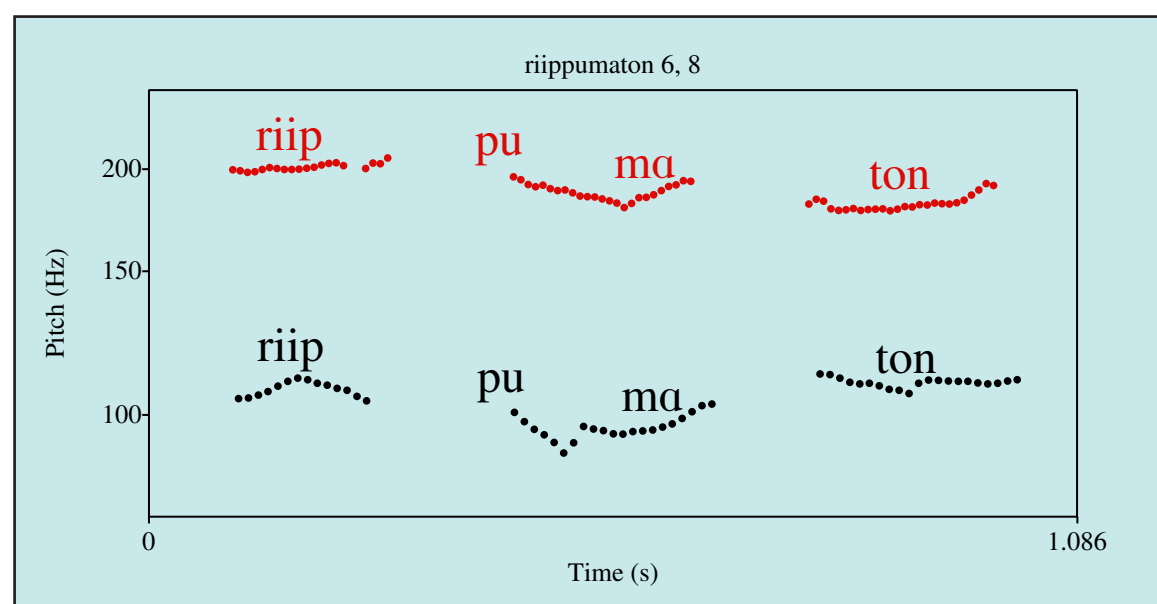 riippumaton 6, 8
riip
pu
mɑ
ton
200
150
100
Pitch (Hz)
riip
pu
mɑ
ton
0
1.086
Time (s)